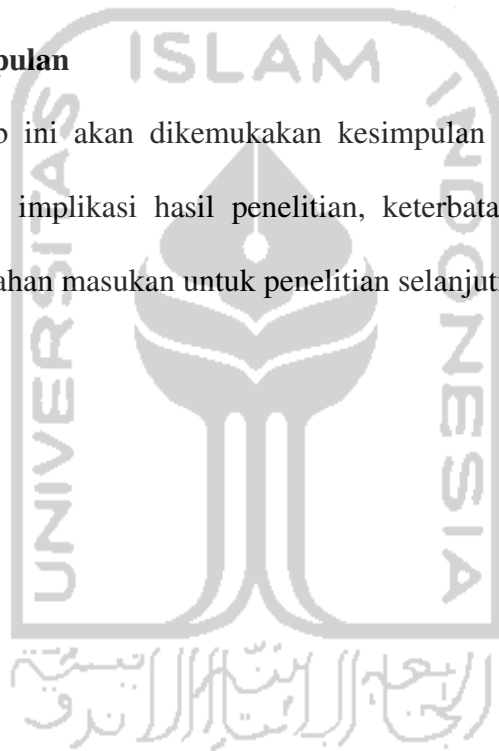 pulan
ISLAM
ini akan dikemukakan kesimpulan
implikasi hasil penelitian, keterbata
ahan masukan untuk penelitian selanjut
UNIVERSITAS
INDONESIA